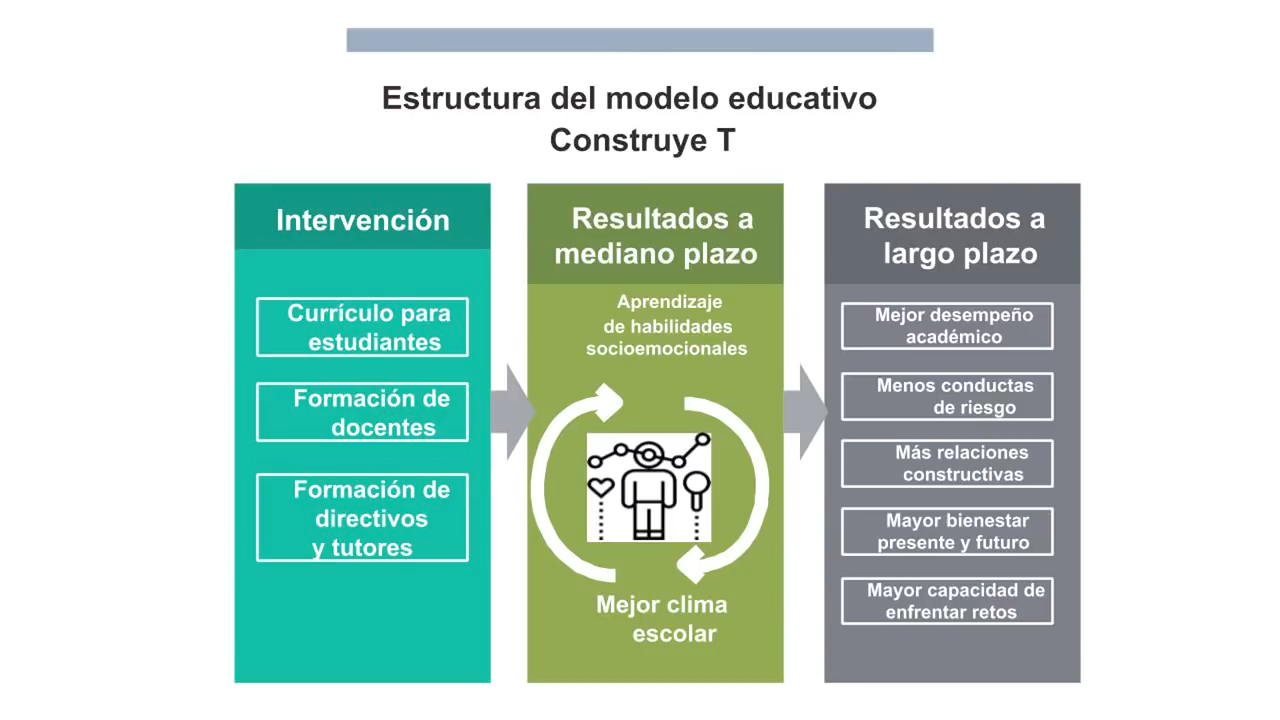 Estructura del modelo educativo
Construye T
Intervención
Currículo para
estudiantes
Formación de
docentes
Formación de
directivos
y tutores
Resultados a
mediano plazo
Aprendizaje
de habilidades
socioemocionales
Mejor clima
escolar
Resultados a
largo plazo
Mejor desempeño
académico
Menos conductas
de riesgo
Más relaciones
constructivas
Mayor bienestar
presente y futuro
Mayor capacidad de
enfrentar retos